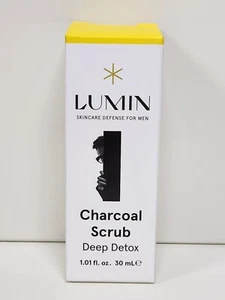 LUMIN
SKINCARE DEFENSE FOR MEN
Charcoal
Scrub
Deep Detox
1.01 fl. oz. 30 mL℮